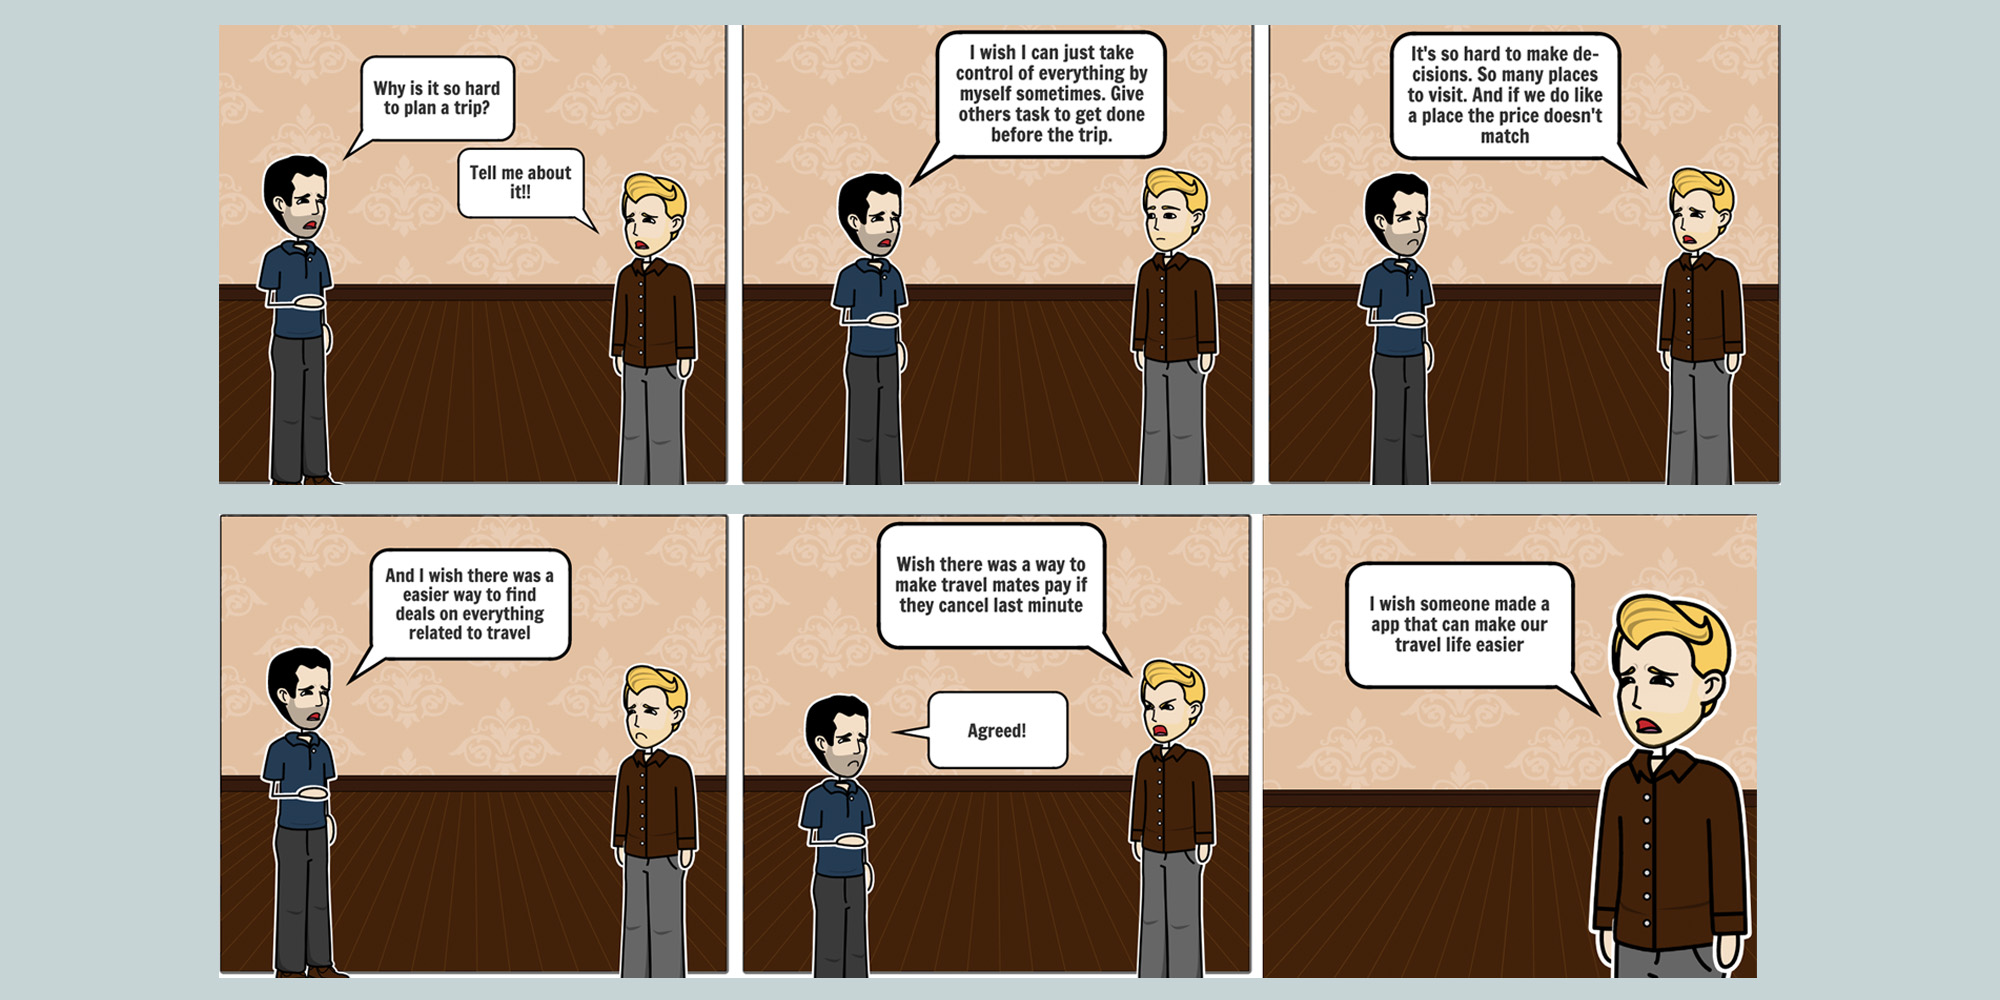 Why is it so hard
to plan a trip?
Tell me about
it!!
I wish I can just take
control of everything by
myself sometimes. Give
others task to get done
before the trip.
It's so hard to make de-
cisions. So many places
to visit. And if we do like
a place the price doesn't
match
And I wish there was a
easier way to find
deals on everything
related to travel
Wish there was a way to
make travel mates pay if
they cancel last minute
Agreed!
I wish someone made a
app that can make our
travel life easier